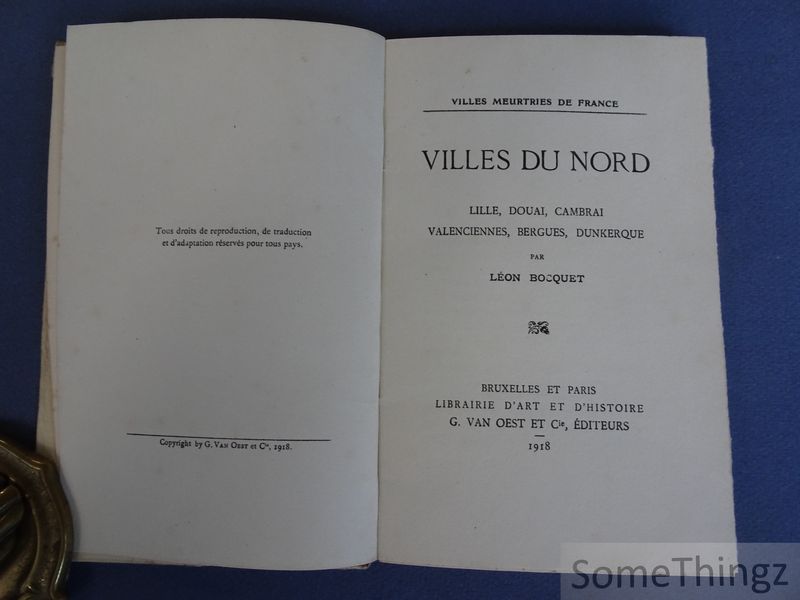 Tous droits de reproduction, de traduction
et d'adaptation réservés pour tous pays.
Copyright by G. VAN OEST et Cie, 1918.
VILLES MEURTRIES DE FRANCE
VILLES DU NORD
LILLE, DOUAI, CAMBRAI
VALENCIENNES, BERGUES, DUNKERQUE
PAR
LÉON BOCQUET
BRUXELLES ET PARIS
LIBRAIRIE D'ART ET D'HISTOIRE
G. VAN OEST ET Cie, ÉDITEURS
1918
SomeThingz